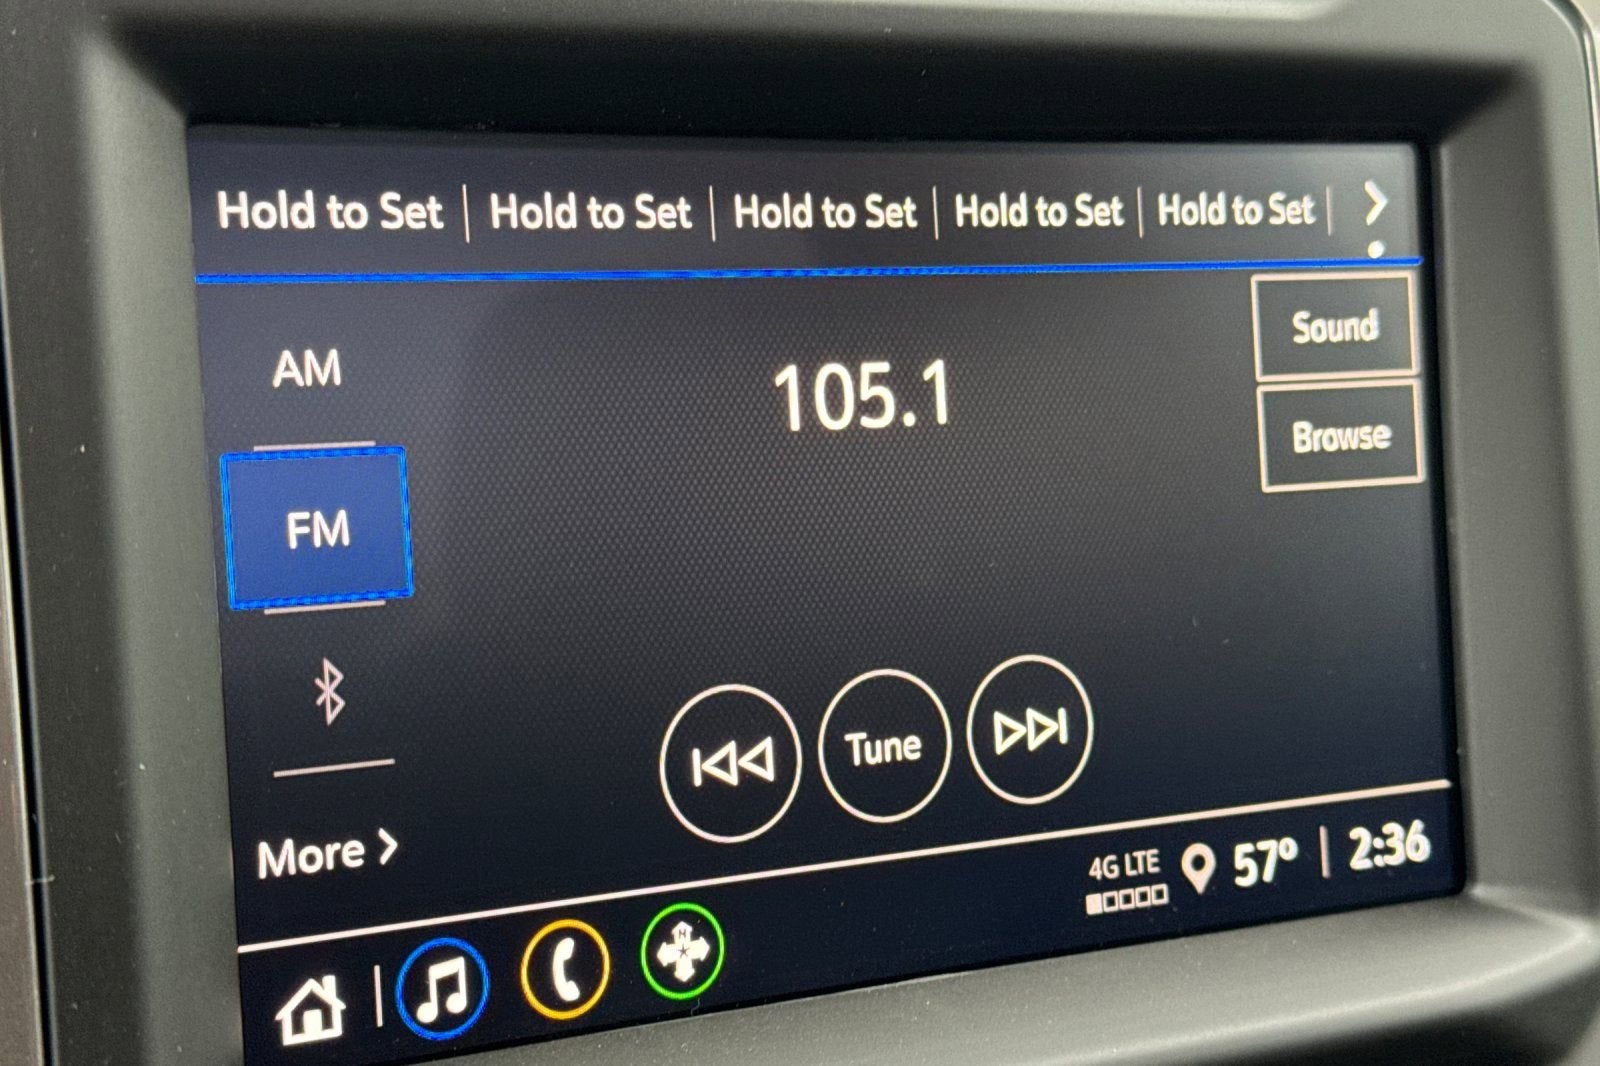 Hold to Set Hold to Set Hold to Set Hold to Set Hold to Set
Sound
AM
105.1
Browse
FM
Tune
More
4G LTE
57° 2:36
N